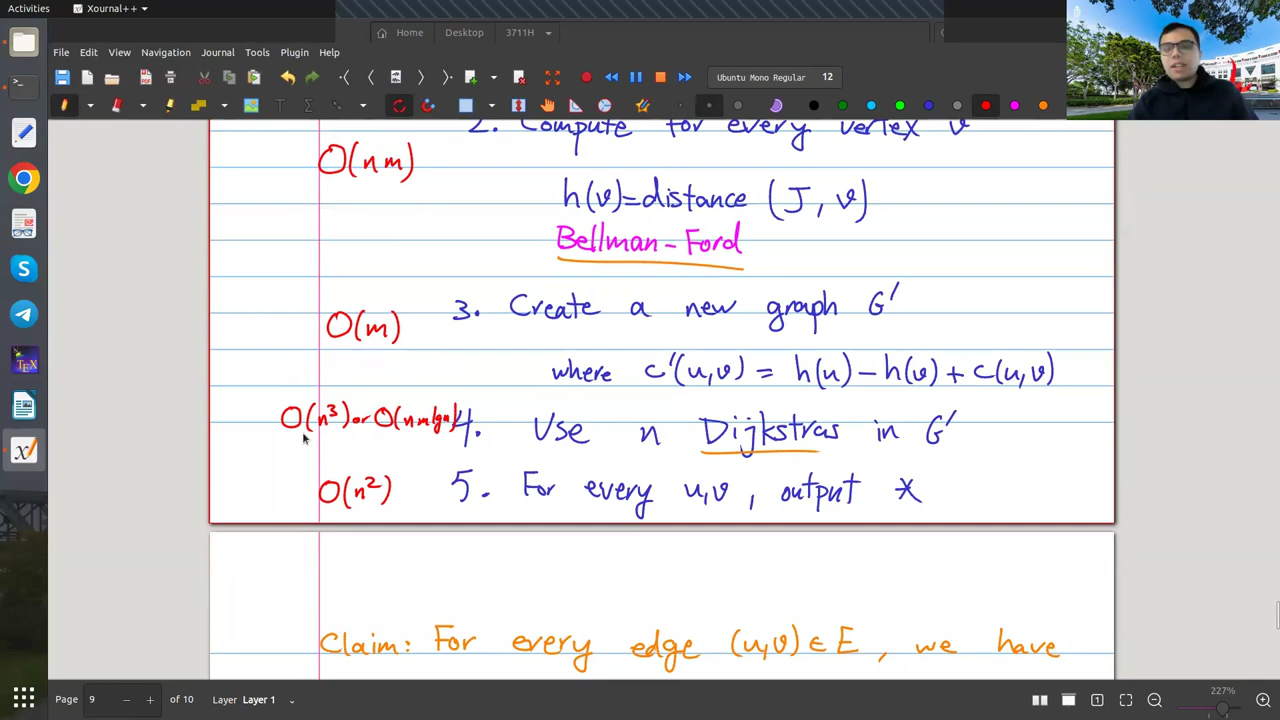 Activities
Xournal++
Home
Desktop
3711H
File Edit View Navigation Journal Tools Plugin Help
Ubuntu Mono Regular 12
2. Compute for every vertex v
O(nm)
h(v)=distance (J, v)
Bellman-Ford
3. Create a new graph G'
O(m)
where c'(u,v) = h(u) - h(v) + c(u,v)
O(n³) or O(nm lgn) 4. Use n Dijkstras in G'
O(n²) 5. For every u,v, output *
Claim: For every edge (u,v) ∈ E, we have
Page 9 of 10 Layer Layer 1
227%